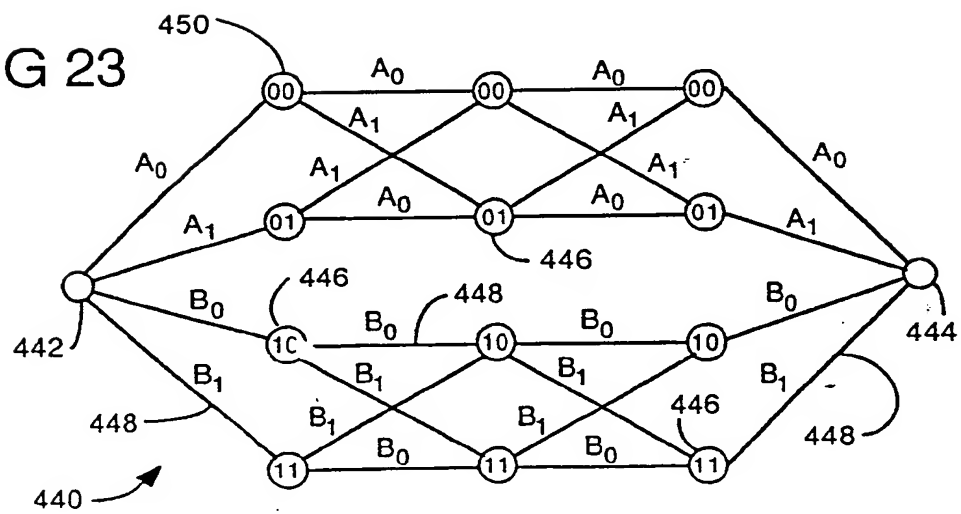 450
G 23
A0 A0
00 00 00
A1 A1
A0 A1 A1 A0
A0 A0
A1 01 01 01 A1
446
446 448
B0 B0
442 B0 B0 444
10 10 10
B1 B1 B1 B1
448 B1 B1 446 448
B0 B0
11 11 11
440